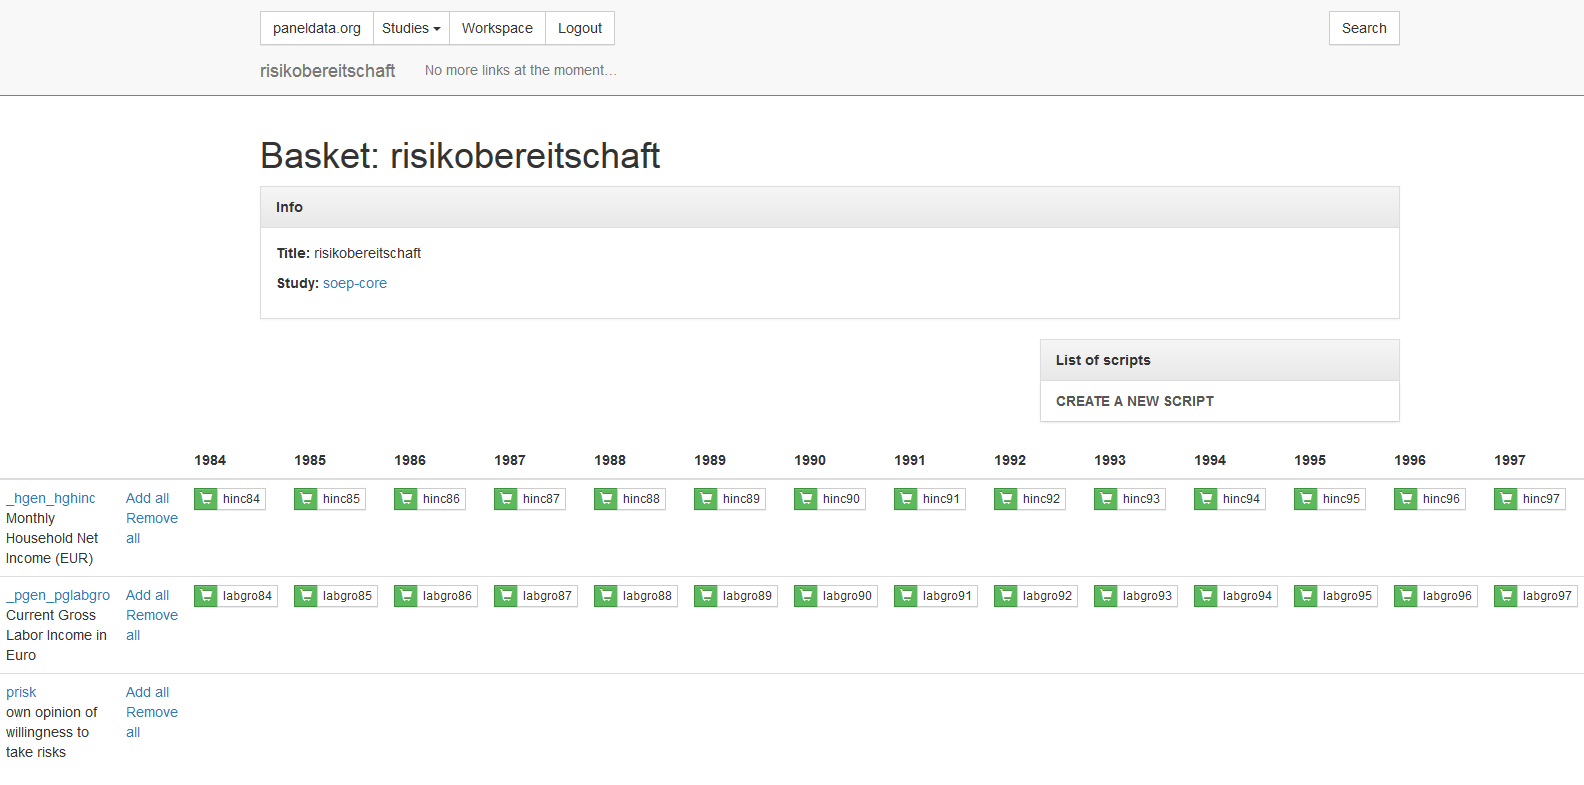 paneldata.org Studies Workspace Logout Search
risikobereitschaft No more links at the moment…
Basket: risikobereitschaft
Info
Title: risikobereitschaft
Study: soep-core
List of scripts
CREATE A NEW SCRIPT
1984 1985 1986 1987 1988 1989 1990 1991 1992 1993 1994 1995 1996 1997
_hgen_hghinc Add all hinc84 hinc85 hinc86 hinc87 hinc88 hinc89 hinc90 hinc91 hinc92 hinc93 hinc94 hinc95 hinc96 hinc97
Monthly Remove
Household Net all
Income (EUR)
_pgen_pglabgro Add all labgro84 labgro85 labgro86 labgro87 labgro88 labgro89 labgro90 labgro91 labgro92 labgro93 labgro94 labgro95 labgro96 labgro97
Current Gross Remove
Labor Income in all
Euro
prisk Add all
own opinion of Remove
willingness to all
take risks